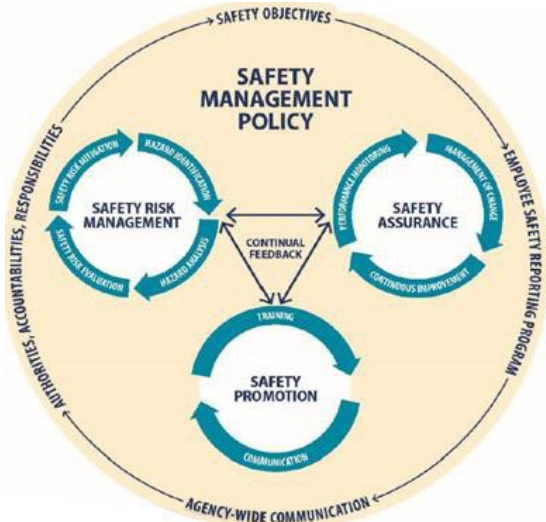 SAFETY OBJECTIVES
SAFETY
MANAGEMENT
POLICY
AUTHORITIES, ACCOUNTABILITIES, RESPONSIBILITIES
EMPLOYEE SAFETY REPORTING PROGRAM
SAFETY RISK MITIGATION
HAZARD IDENTIFICATION
SAFETY RISK
MANAGEMENT
SAFETY RISK EVALUATION
HAZARD ANALYSIS
CONTINUAL
FEEDBACK
PERFORMANCE MONITORING
MANAGEMENT OF CHANGE
SAFETY
ASSURANCE
CONTINUOUS IMPROVEMENT
TRAINING
SAFETY
PROMOTION
COMMUNICATION
AGENCY-WIDE COMMUNICATION